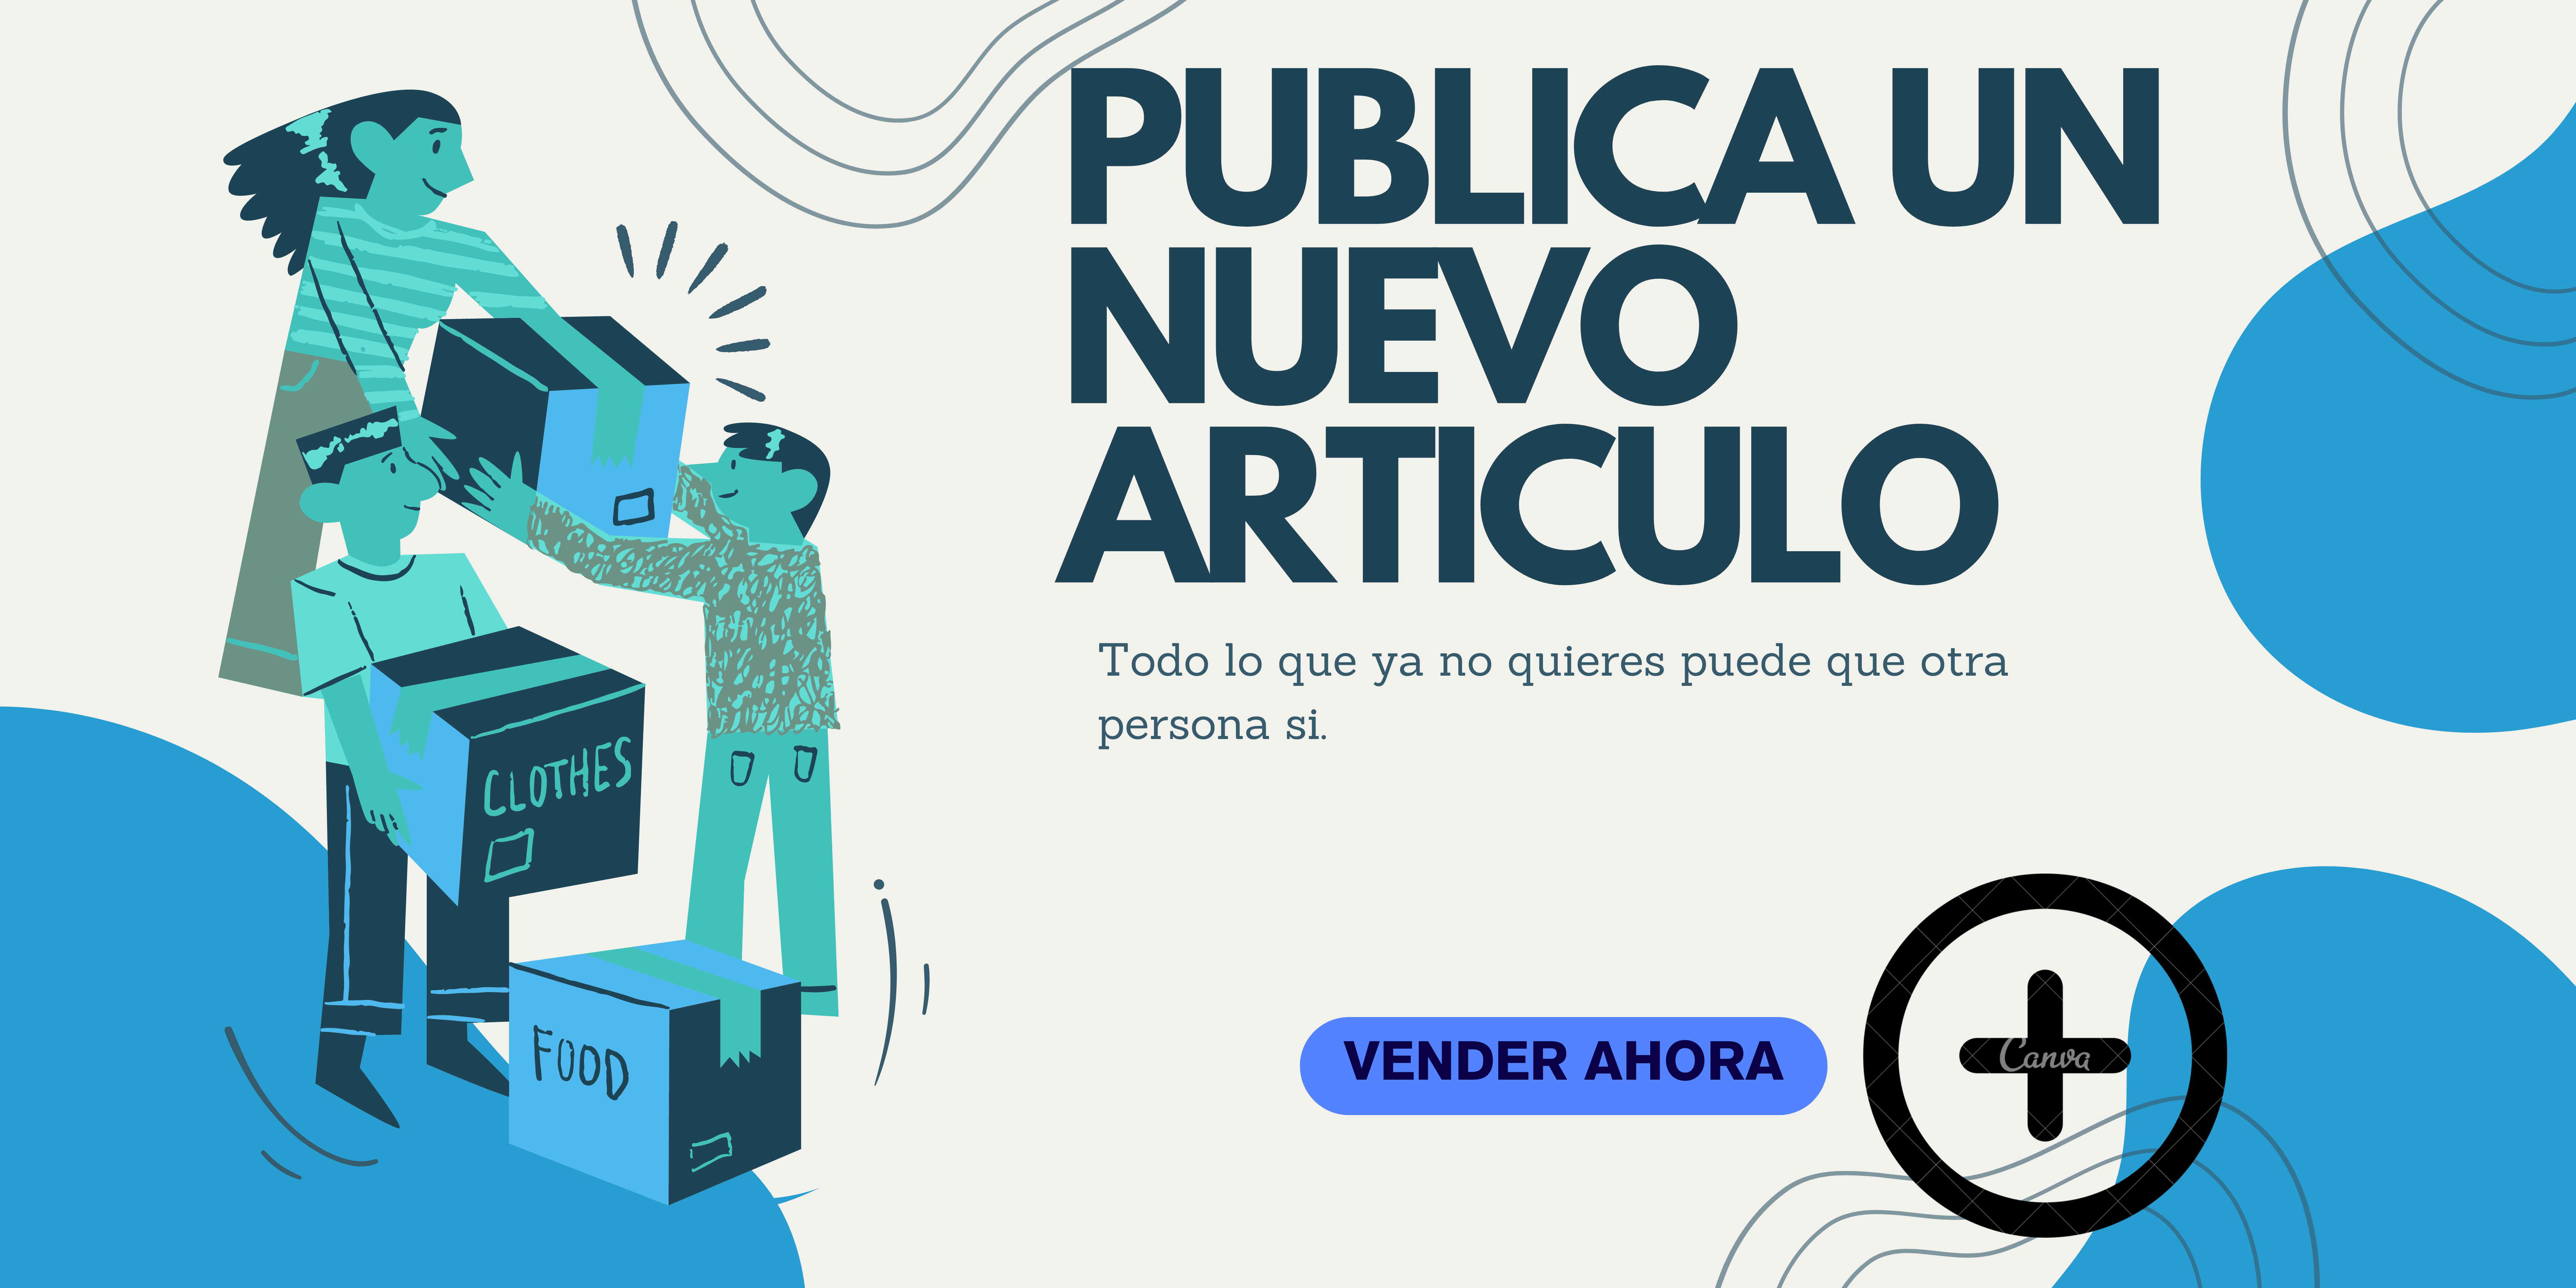 PUBLICA UN
NUEVO
ARTICULO
Todo lo que ya no quieres puede que otra
persona si.
CLOTHES
FOOD
VENDER AHORA
Canva